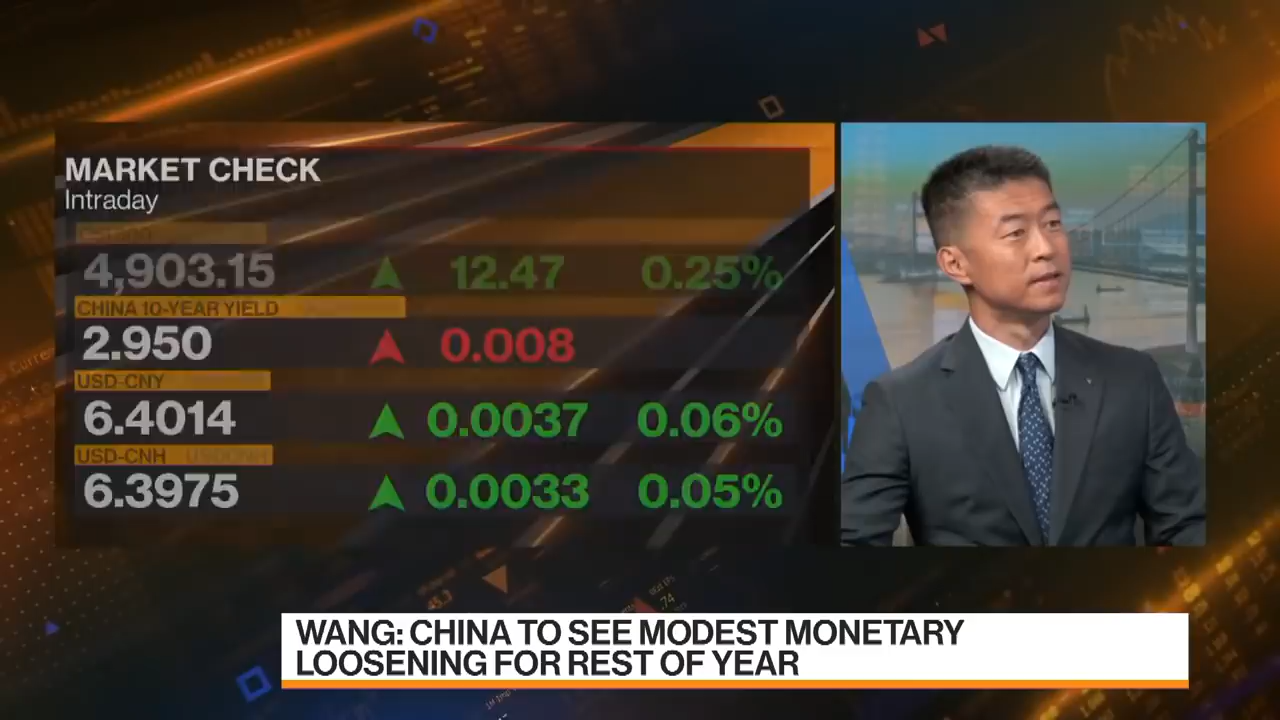 MARKET CHECK
Intraday
4,903.15 12.47 0.25%
CHINA 10-YEAR YIELD
2.950 0.008
USD-CNY
6.4014 0.0037 0.06%
USD-CNH
6.3975 0.0033 0.05%
WANG: CHINA TO SEE MODEST MONETARY
LOOSENING FOR REST OF YEAR